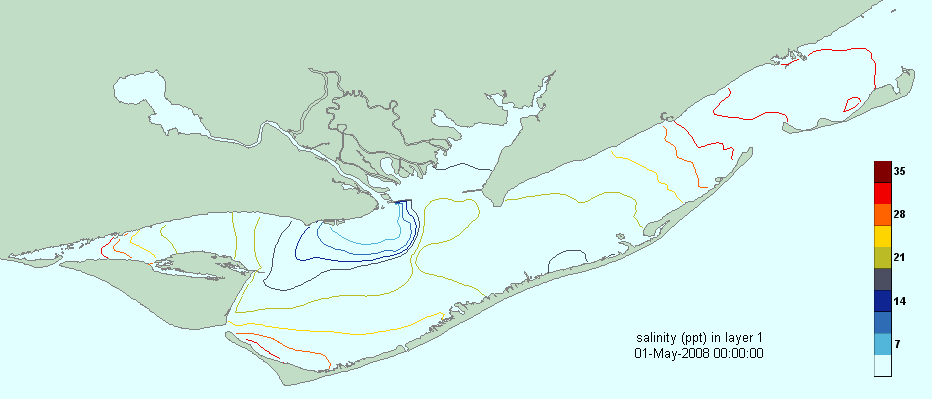 35
28
21
14
7
salinity (ppt) in layer 1
01-May-2008 00:00:00